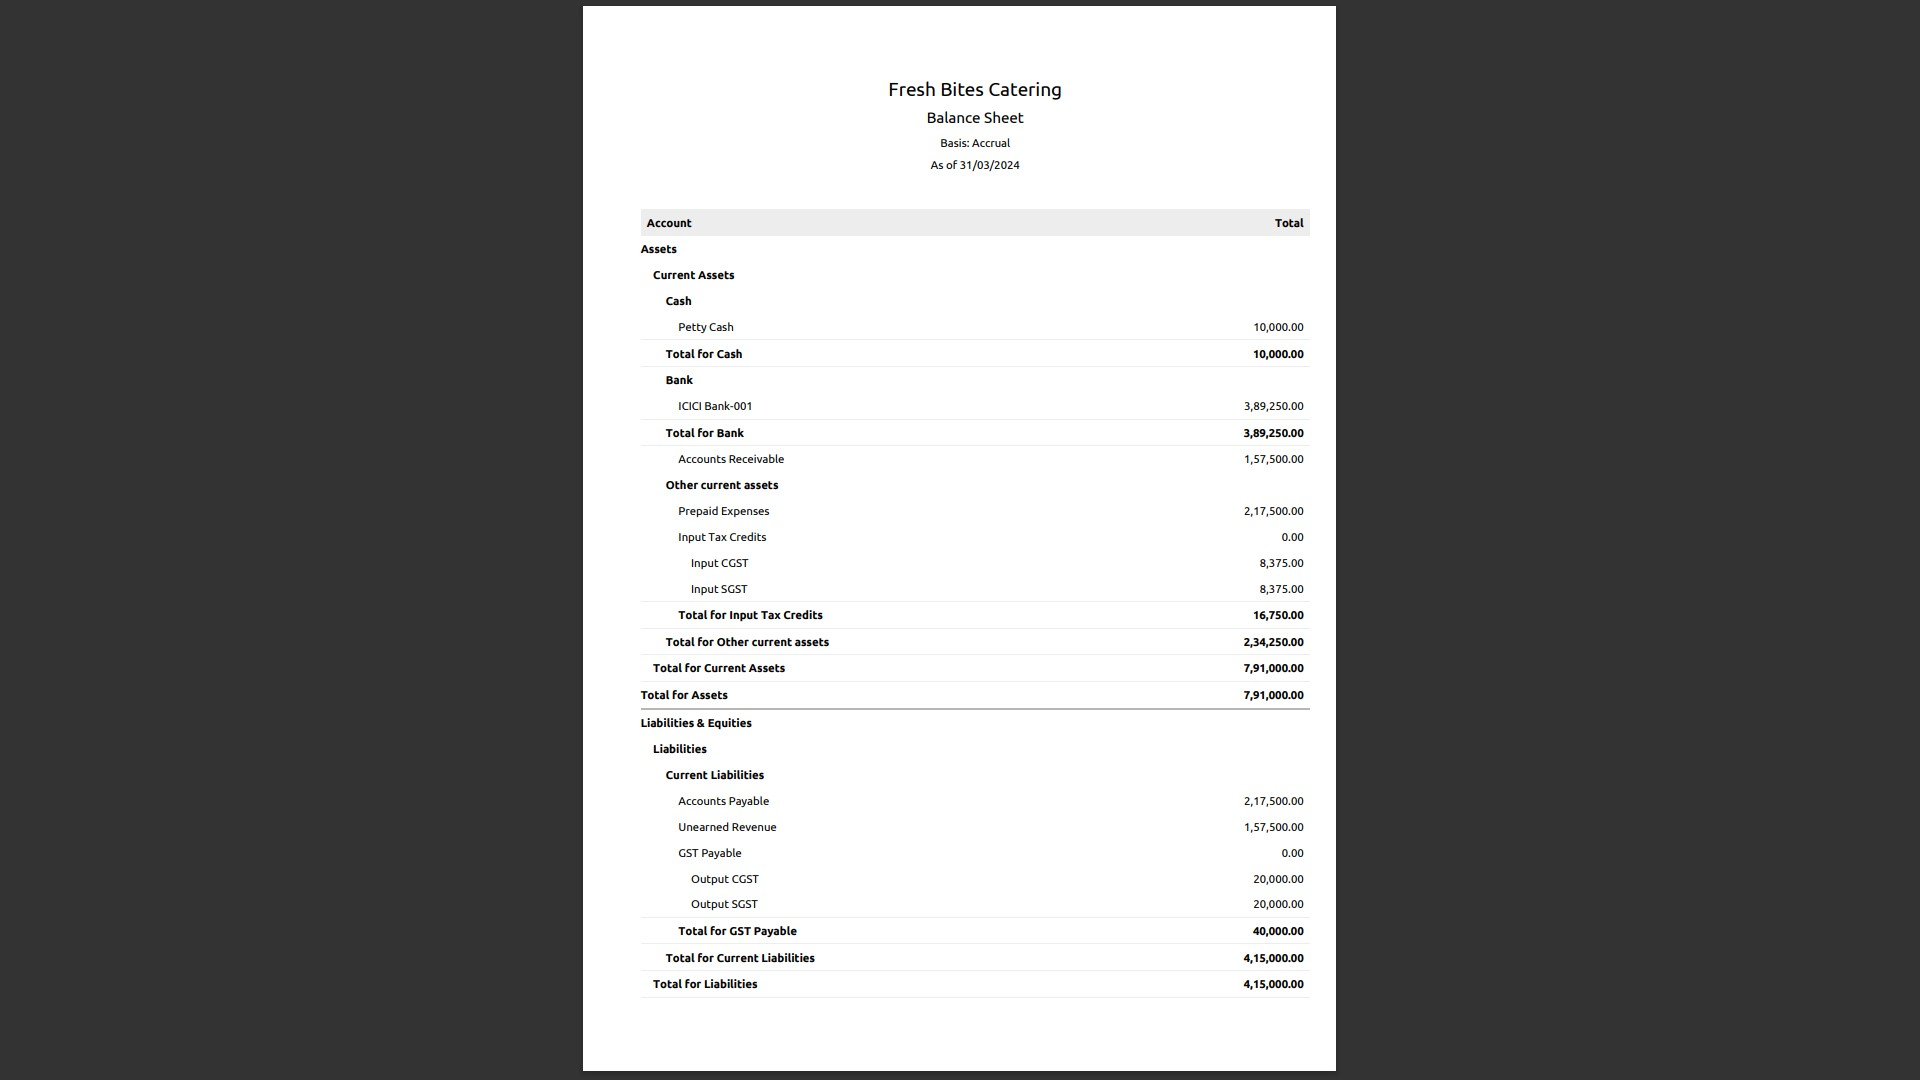 Fresh Bites Catering
Balance Sheet
Basis: Accrual
As of 31/03/2024
Account Total
Assets
Current Assets
Cash
Petty Cash 10,000.00
Total for Cash 10,000.00
Bank
ICICI Bank-001 3,89,250.00
Total for Bank 3,89,250.00
Accounts Receivable 1,57,500.00
Other current assets
Prepaid Expenses 2,17,500.00
Input Tax Credits 0.00
Input CGST 8,375.00
Input SGST 8,375.00
Total for Input Tax Credits 16,750.00
Total for Other current assets 2,34,250.00
Total for Current Assets 7,91,000.00
Total for Assets 7,91,000.00
Liabilities & Equities
Liabilities
Current Liabilities
Accounts Payable 2,17,500.00
Unearned Revenue 1,57,500.00
GST Payable 0.00
Output CGST 20,000.00
Output SGST 20,000.00
Total for GST Payable 40,000.00
Total for Current Liabilities 4,15,000.00
Total for Liabilities 4,15,000.00